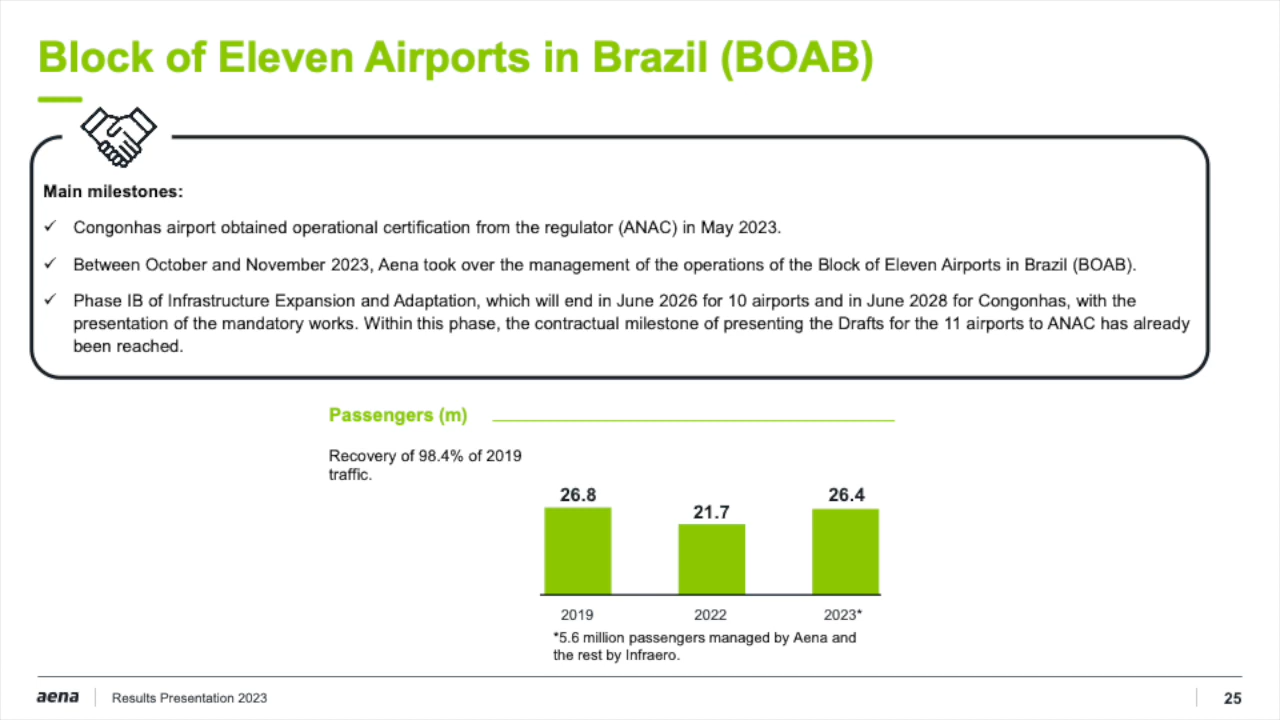 Block of Eleven Airports in Brazil (BOAB)
Main milestones:
✓ Congonhas airport obtained operational certification from the regulator (ANAC) in May 2023.
✓ Between October and November 2023, Aena took over the management of the operations of the Block of Eleven Airports in Brazil (BOAB).
✓ Phase IB of Infrastructure Expansion and Adaptation, which will end in June 2026 for 10 airports and in June 2028 for Congonhas, with the
presentation of the mandatory works. Within this phase, the contractual milestone of presenting the Drafts for the 11 airports to ANAC has already
been reached.
Passengers (m)
Recovery of 98.4% of 2019
traffic.
26.8
21.7
26.4
2019
2022
2023*
*5.6 million passengers managed by Aena and
the rest by Infraero.
aena
Results Presentation 2023
25